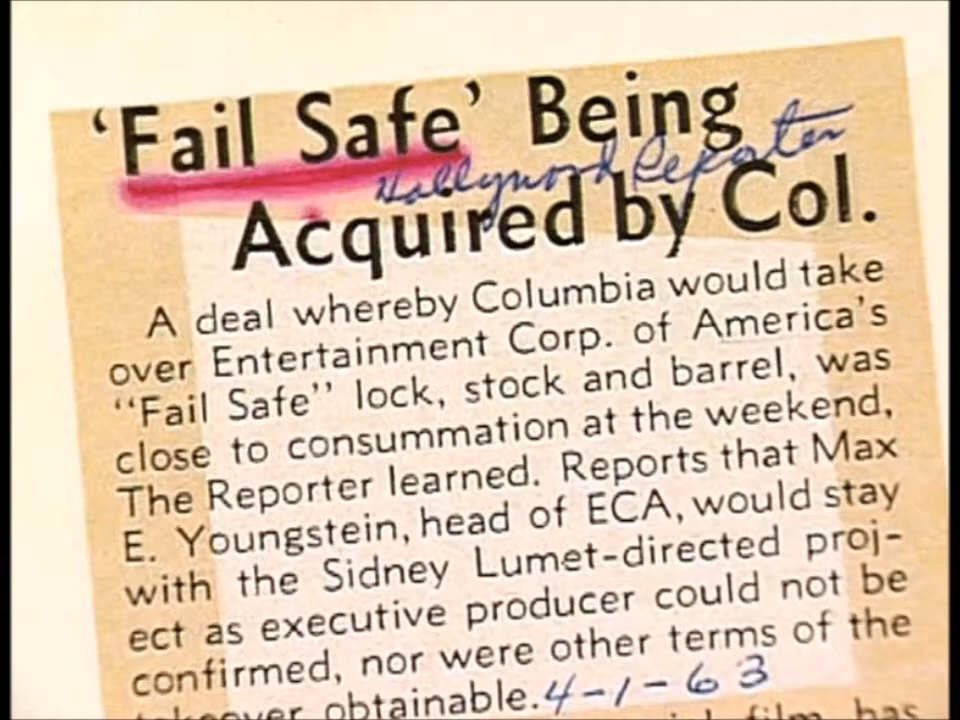 ‘Fail Safe’ Being
Hollywood Reporter
Acquired by Col.
A deal whereby Columbia would take
over Entertainment Corp. of America's
“Fail Safe” lock, stock and barrel, was
close to consummation at the weekend,
The Reporter learned. Reports that Max
E. Youngstein, head of ECA, would stay
with the Sidney Lumet-directed proj-
ect as executive producer could not be
confirmed, nor were other terms of the
takeover obtainable. 4-1-63
film has